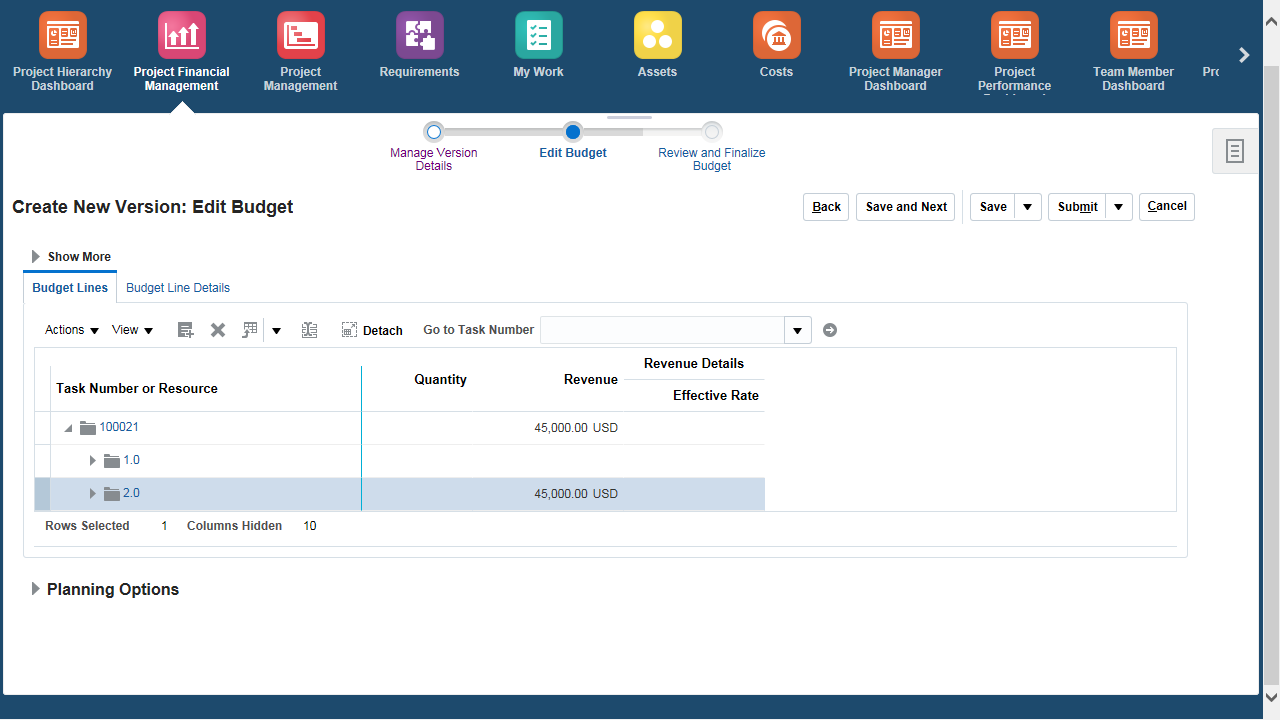 Project Hierarchy
Dashboard
Project Financial
Management
Project
Management
Requirements
My Work
Assets
Costs
Project Manager
Dashboard
Project
Performance
Team Member
Dashboard
Manage Version
Details
Edit Budget
Review and Finalize
Budget
Create New Version: Edit Budget
Back
Save and Next
Save
Submit
Cancel
Show More
Budget Lines
Budget Line Details
Actions
View
Detach
Go to Task Number
Task Number or Resource
Quantity
Revenue
Revenue Details
Effective Rate
100021
45,000.00 USD
1.0
2.0
45,000.00 USD
Rows Selected 1 Columns Hidden 10
Planning Options